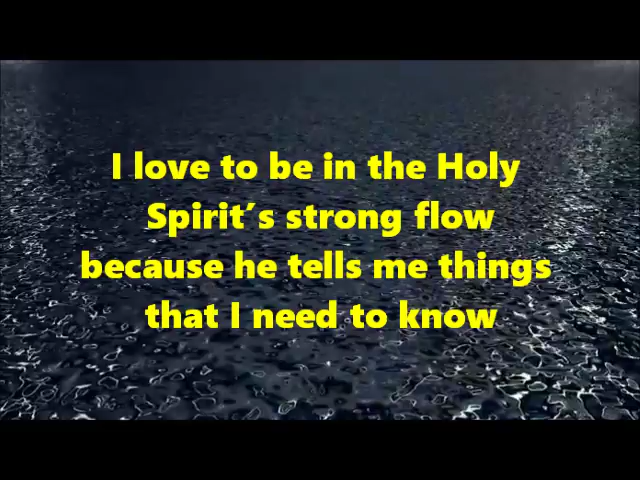 I love to be in the Holy
Spirit′s strong flow
because he tells me things
that I need to know